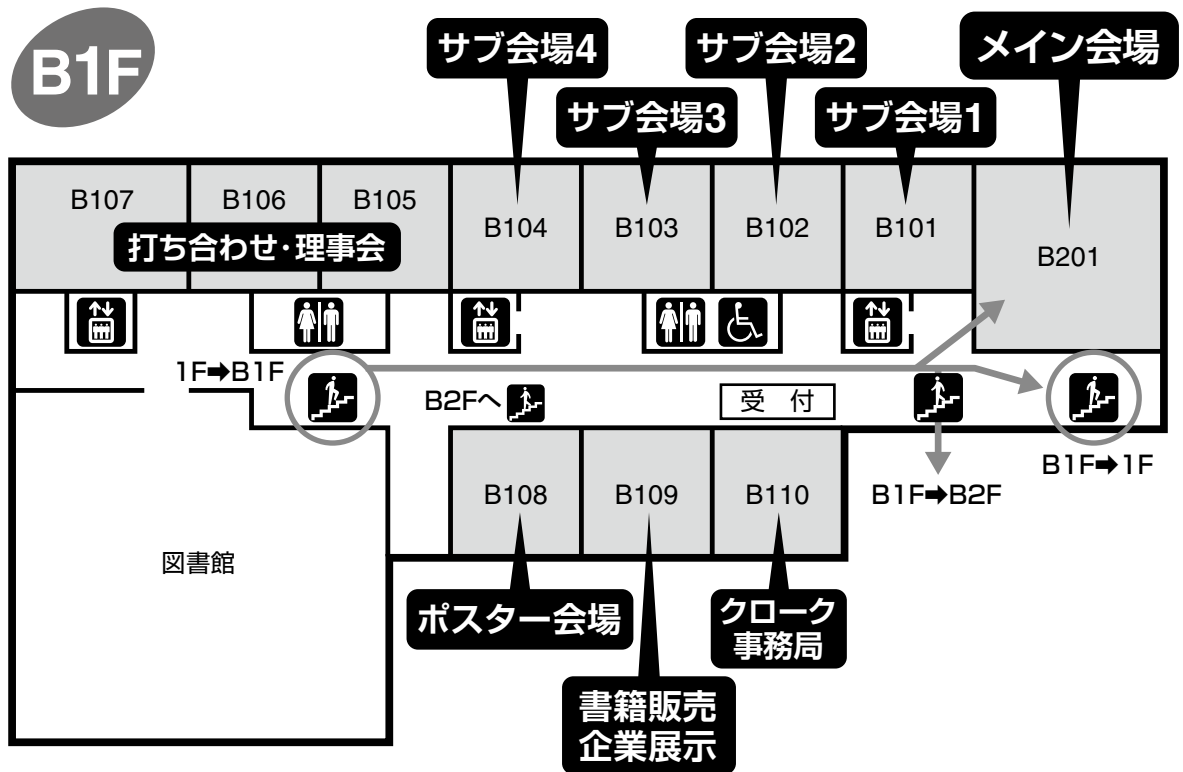 B1F
サブ会場4
サブ会場2
メイン会場
サブ会場3
サブ会場1
B107
B106
B105
B104
B103
B102
B101
B201
打ち合わせ・理事会
1F➡B1F
B2Fへ
受 付
B1F➡1F
B1F➡B2F
B108
B109
B110
図書館
ポスター会場
クローク
事務局
書籍販売
企業展示